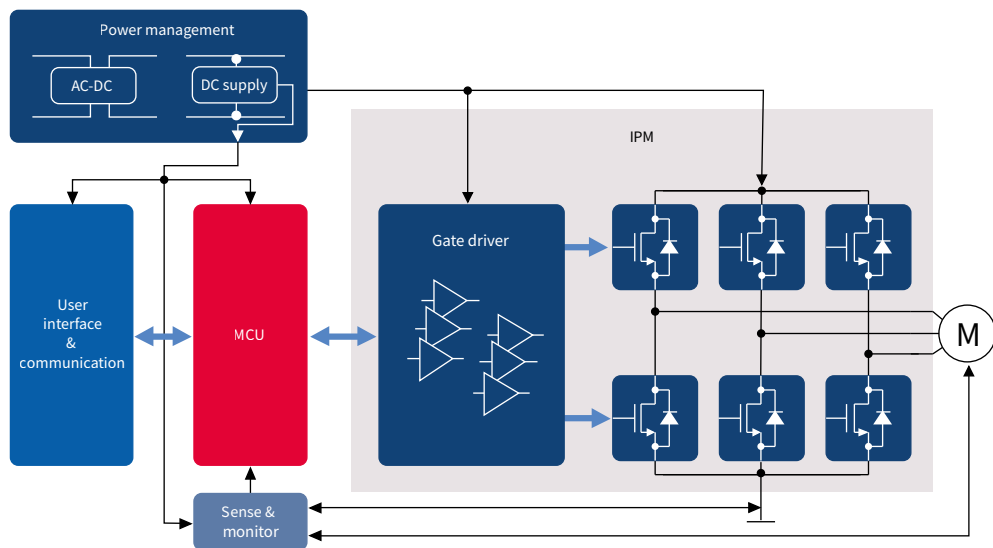 Power management
AC-DC
DC supply
IPM
Gate driver
User
interface
&
communication
MCU
M
Sense &
monitor